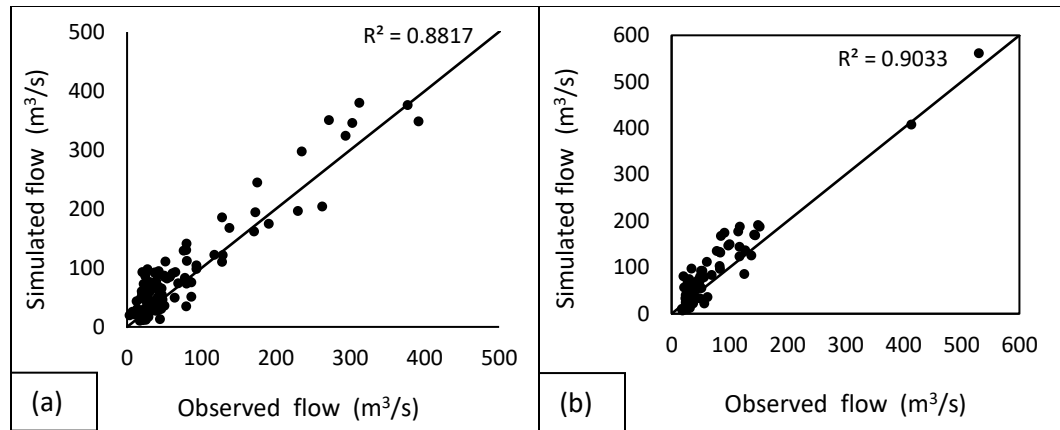 500
400
300
200
100
0
Simulated flow (m³/s)
R² = 0.8817
0 100 200 300 400 500
Observed flow (m³/s)
(a)
600
500
400
300
200
100
0
Simulated flow (m³/s)
R² = 0.9033
0 100 200 300 400 500 600
Observed flow (m³/s)
(b)